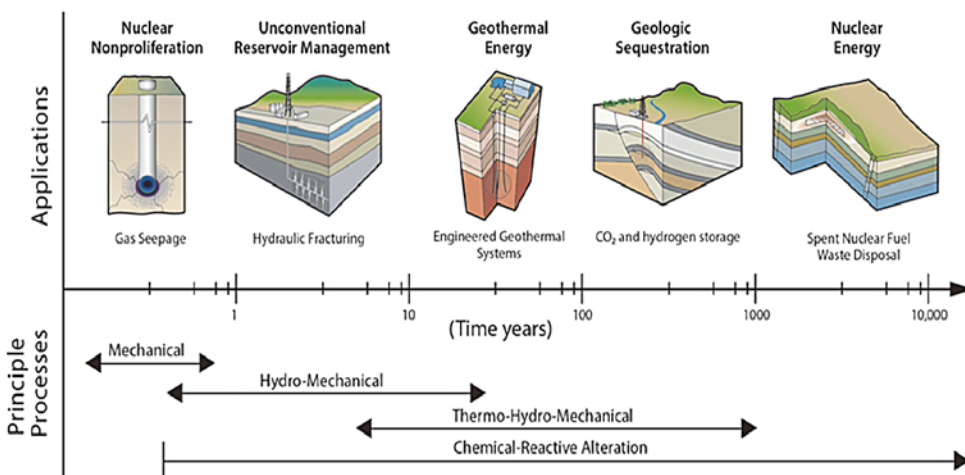 Nuclear
Nonproliferation
Unconventional
Reservoir Management
Geothermal
Energy
Geologic
Sequestration
Nuclear
Energy
Applications
Gas Seepage
Hydraulic Fracturing
Engineered Geothermal
Systems
CO₂ and hydrogen storage
Spent Nuclear Fuel
Waste Disposal
1
10
100
1000
10,000
(Time years)
Principle
Processes
Mechanical
Hydro-Mechanical
Thermo-Hydro-Mechanical
Chemical-Reactive Alteration